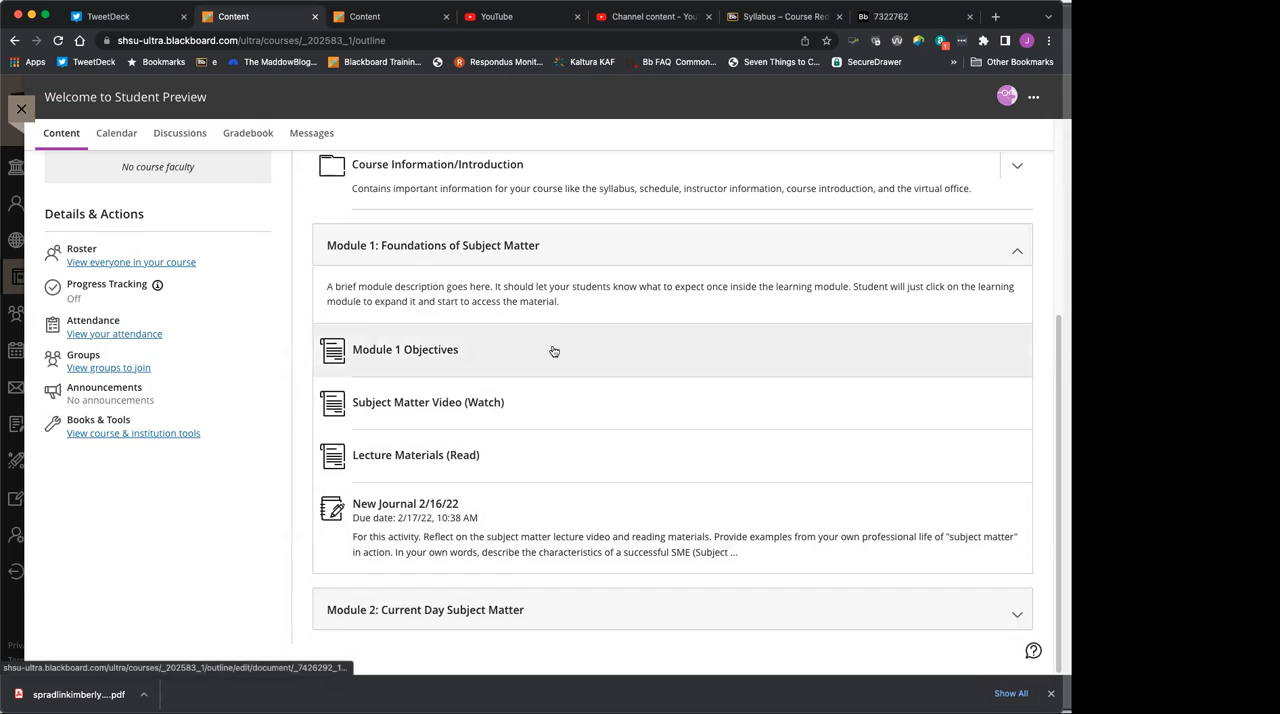 TweetDeck
Content
Content
YouTube
Channel content - You
Syllabus – Course Req
7322762
shsu-ultra.blackboard.com/ultra/courses/_202583_1/outline
Apps
TweetDeck
Bookmarks
e
The MaddowBlog...
Blackboard Trainin...
Respondus Monit...
Kaltura KAF
Bb FAQ Common...
Seven Things to C...
SecureDrawer
»
Other Bookmarks
Welcome to Student Preview
Content
Calendar
Discussions
Gradebook
Messages
No course faculty
Details & Actions
Roster
View everyone in your course
Progress Tracking
Off
Attendance
View your attendance
Groups
View groups to join
Announcements
No announcements
Books & Tools
View course & institution tools
Course Information/Introduction
Contains important information for your course like the syllabus, schedule, instructor information, course introduction, and the virtual office.
Module 1: Foundations of Subject Matter
A brief module description goes here. It should let your students know what to expect once inside the learning module. Student will just click on the learning
module to expand it and start to access the material.
Module 1 Objectives
Subject Matter Video (Watch)
Lecture Materials (Read)
New Journal 2/16/22
Due date: 2/17/22, 10:38 AM
For this activity. Reflect on the subject matter lecture video and reading materials. Provide examples from your own professional life of "subject matter"
in action. In your own words, describe the characteristics of a successful SME (Subject ...
Module 2: Current Day Subject Matter
Priv
shsu-ultra.blackboard.com/ultra/courses/_202583_1/outline/edit/document/_7426292_1...
spradlinkimberly....pdf
Show All